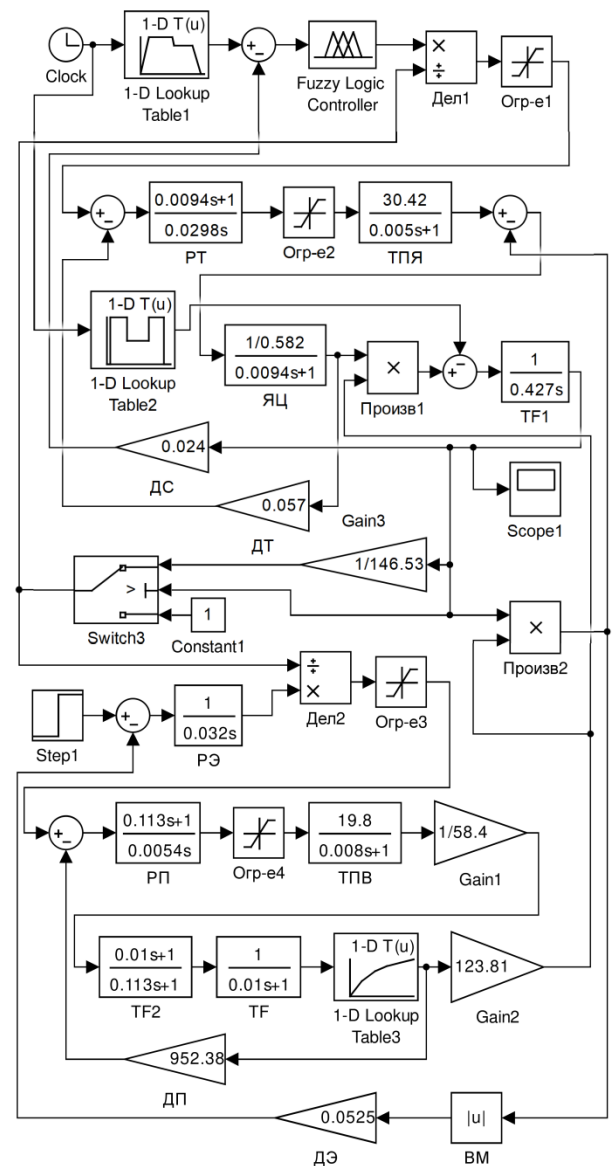 1-D T(u)
Clock
1-D Lookup
Table1
+
−
Fuzzy Logic
Controller
×
÷
Дел1
Огр-е1
+
−
0.0094s+1
0.0298s
РТ
Огр-е2
30.42
0.005s+1
ТПЯ
+
−
1-D T(u)
1-D Lookup
Table2
1/0.582
0.0094s+1
ЯЦ
×
Произв1
−
+
1
0.427s
TF1
0.024
ДС
0.057
ДТ
Gain3
1/146.53
Scope1
>
Switch3
1
Constant1
×
Произв2
Step1
+
−
1
0.032s
РЭ
÷
×
Дел2
Огр-е3
+
−
0.113s+1
0.0054s
РП
Огр-е4
19.8
0.008s+1
ТПВ
1/58.4
Gain1
0.01s+1
0.113s+1
TF2
1
0.01s+1
TF
1-D T(u)
1-D Lookup
Table3
123.81
Gain2
952.38
ДП
0.0525
ДЭ
|u|
ВМ